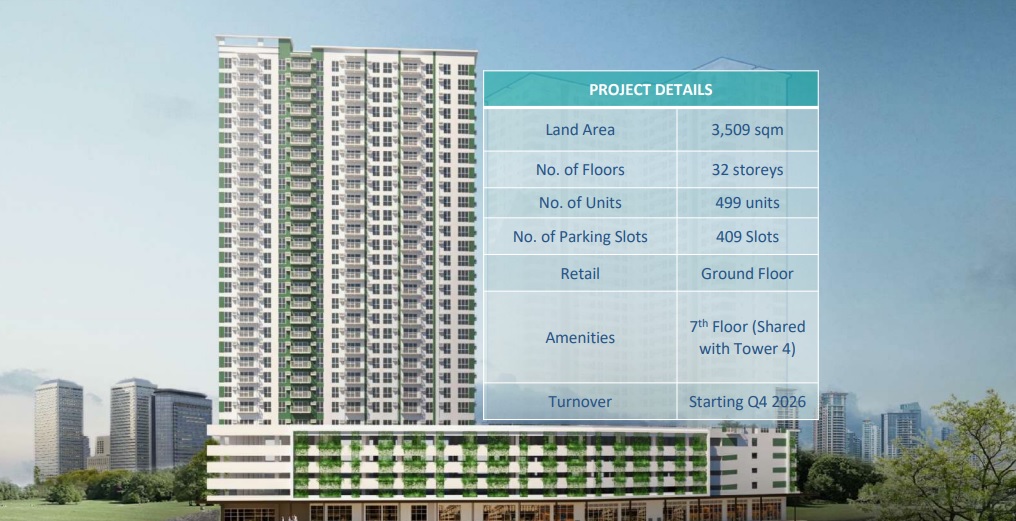 PROJECT DETAILS
Land Area 3,509 sqm
No. of Floors 32 storeys
No. of Units 499 units
No. of Parking Slots 409 Slots
Retail Ground Floor
Amenities 7th Floor (Shared
with Tower 4)
Turnover Starting Q4 2026